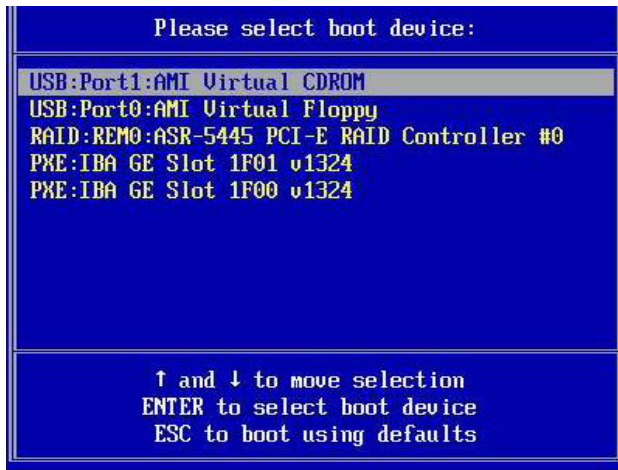 Please select boot device:
USB:Port1:AMI Virtual CDROM
USB:Port0:AMI Virtual Floppy
RAID:REM0:ASR-5445 PCI-E RAID Controller #0
PXE:IBA GE Slot 1F01 v1324
PXE:IBA GE Slot 1F00 v1324
↑ and ↓ to move selection
ENTER to select boot device
ESC to boot using defaults